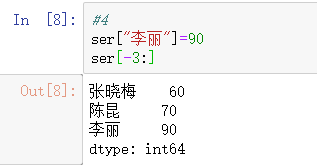 In [8]: #4
ser["李丽"]=90
ser[-3:]
Out[8]:
张晓梅 60
陈昆 70
李丽 90
dtype: int64